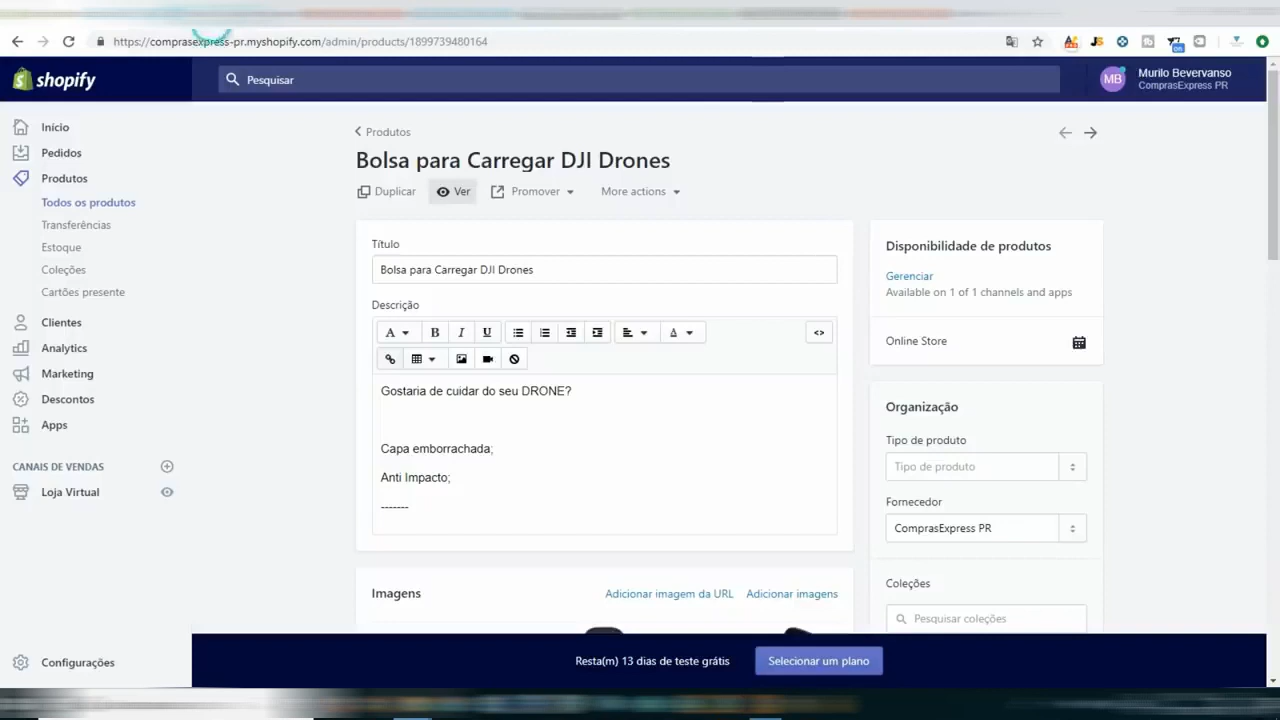 https://comprasexpress-pr.myshopify.com/admin/products/1899739480164
shopify
Pesquisar
MB
Murilo Bevervanso
ComprasExpress PR
Início
Pedidos
Produtos
Todos os produtos
Transferências
Estoque
Coleções
Cartões presente
Clientes
Analytics
Marketing
Descontos
Apps
CANAIS DE VENDAS
Loja Virtual
Configurações
Produtos
Bolsa para Carregar DJI Drones
Duplicar
Ver
Promover
More actions
Título
Bolsa para Carregar DJI Drones
Descrição
A
B
I
U
A
<>
Gostaria de cuidar do seu DRONE?
Capa emborrachada;
Anti Impacto;
-------
Imagens
Adicionar imagem da URL
Adicionar imagens
Disponibilidade de produtos
Gerenciar
Available on 1 of 1 channels and apps
Online Store
Organização
Tipo de produto
Tipo de produto
Fornecedor
ComprasExpress PR
Coleções
Pesquisar coleções
Resta(m) 13 dias de teste grátis
Selecionar um plano